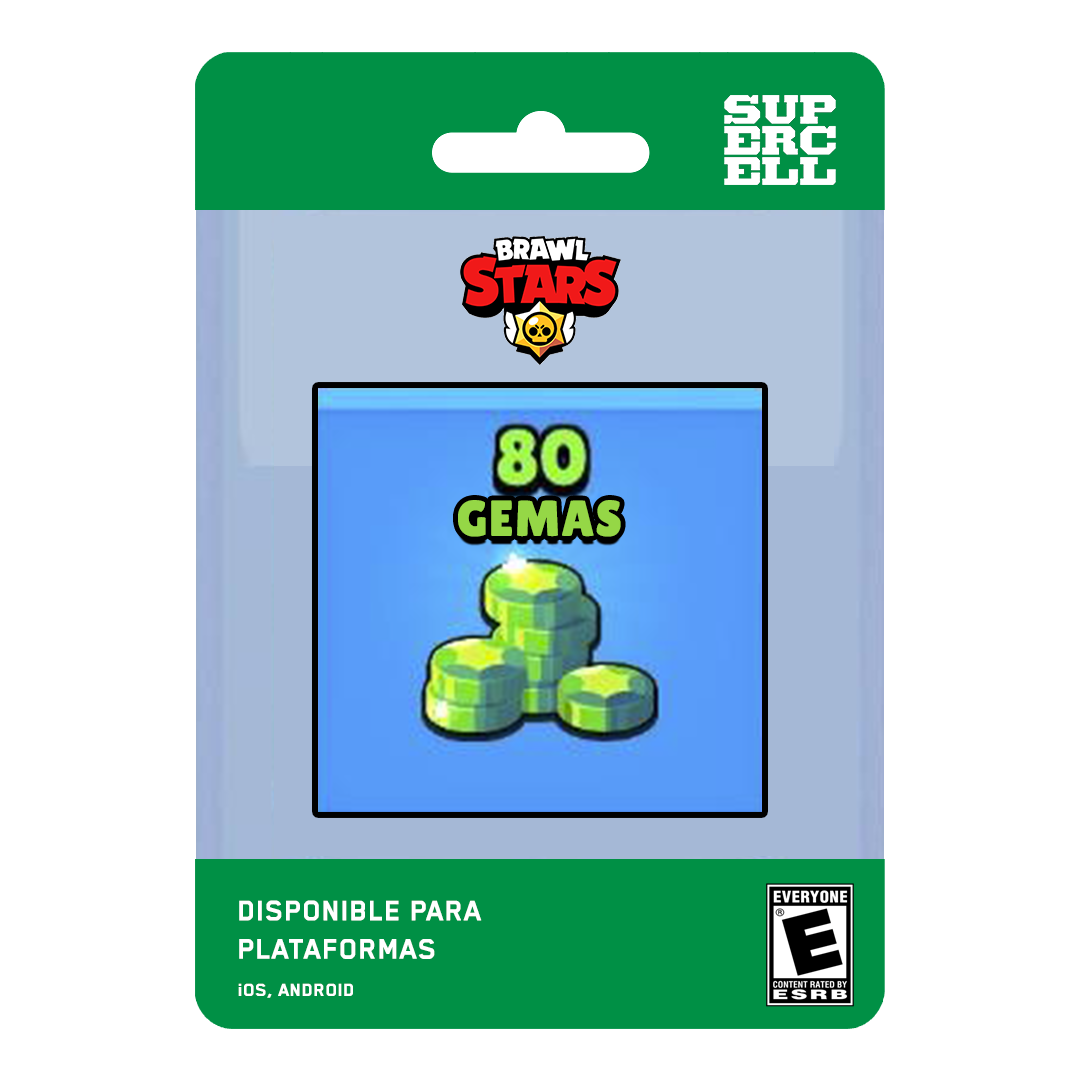 SUP
ERC
ELL
BRAWL
STARS
80
GEMAS
DISPONIBLE PARA
PLATAFORMAS
iOS, ANDROID
EVERYONE
®
E
CONTENT RATED BY
ESRB